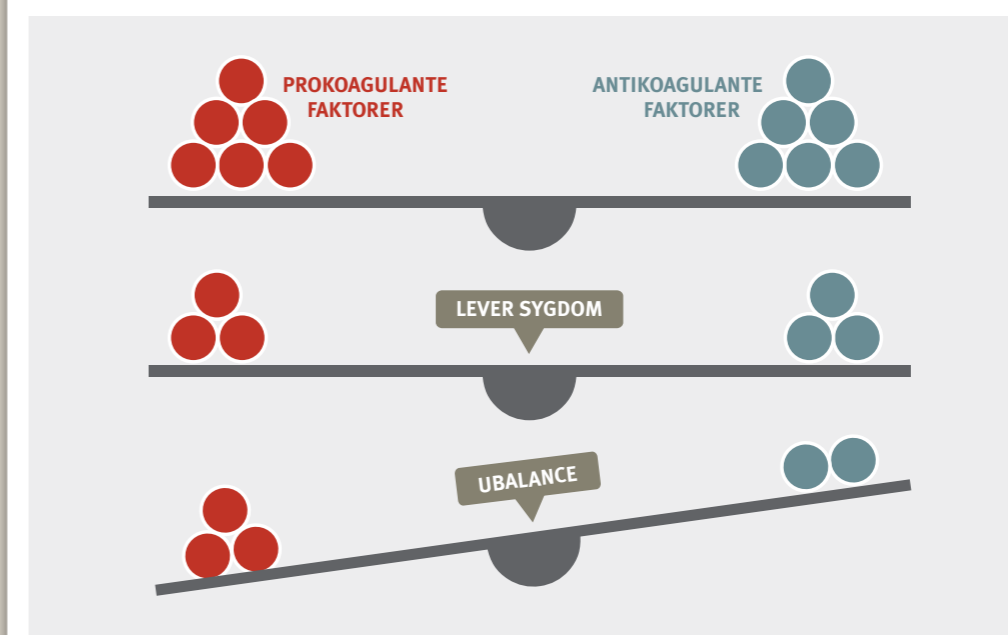 PROKOAGULANTE
FAKTORER
ANTIKOAGULANTE
FAKTORER
LEVER SYGDOM
UBALANCE